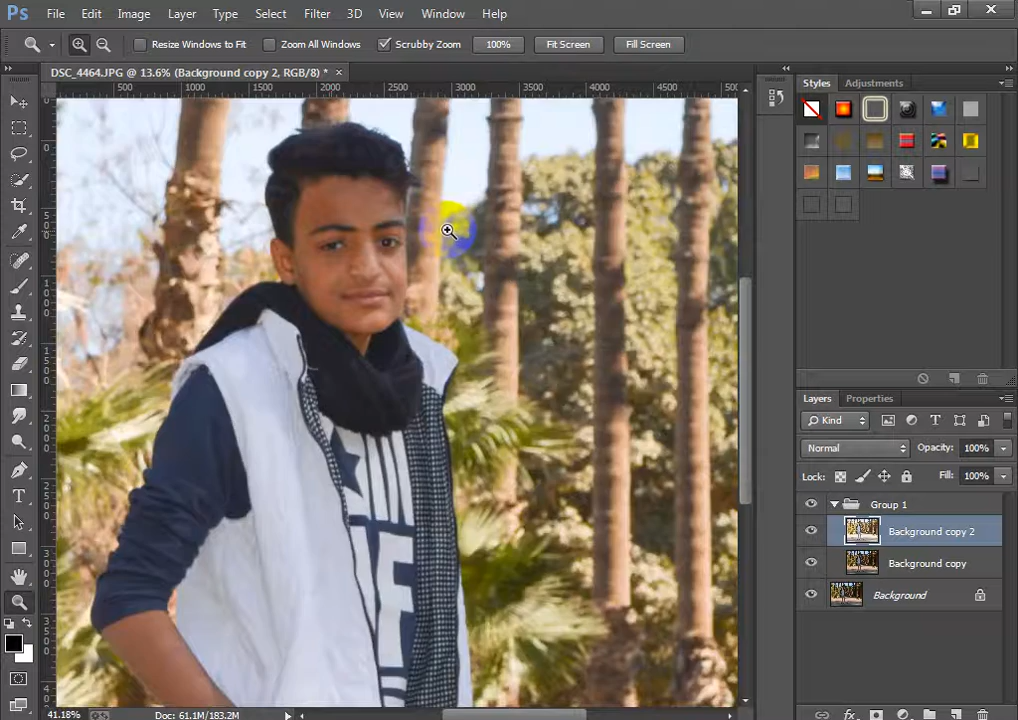 Ps File Edit Image Layer Type Select Filter 3D View Window Help
Resize Windows to Fit Zoom All Windows Scrubby Zoom 100% Fit Screen Fill Screen
DSC_4464.JPG @ 13.6% (Background copy 2, RGB/8) * ×
500 1000 1500 2000 2500 3000 3500 4000 4500 500
Styles Adjustments
Layers Properties
Kind
Normal Opacity: 100%
Lock: Fill: 100%
Group 1
Background copy 2
Background copy
Background
41.18% Doc: 61.1M/183.2M